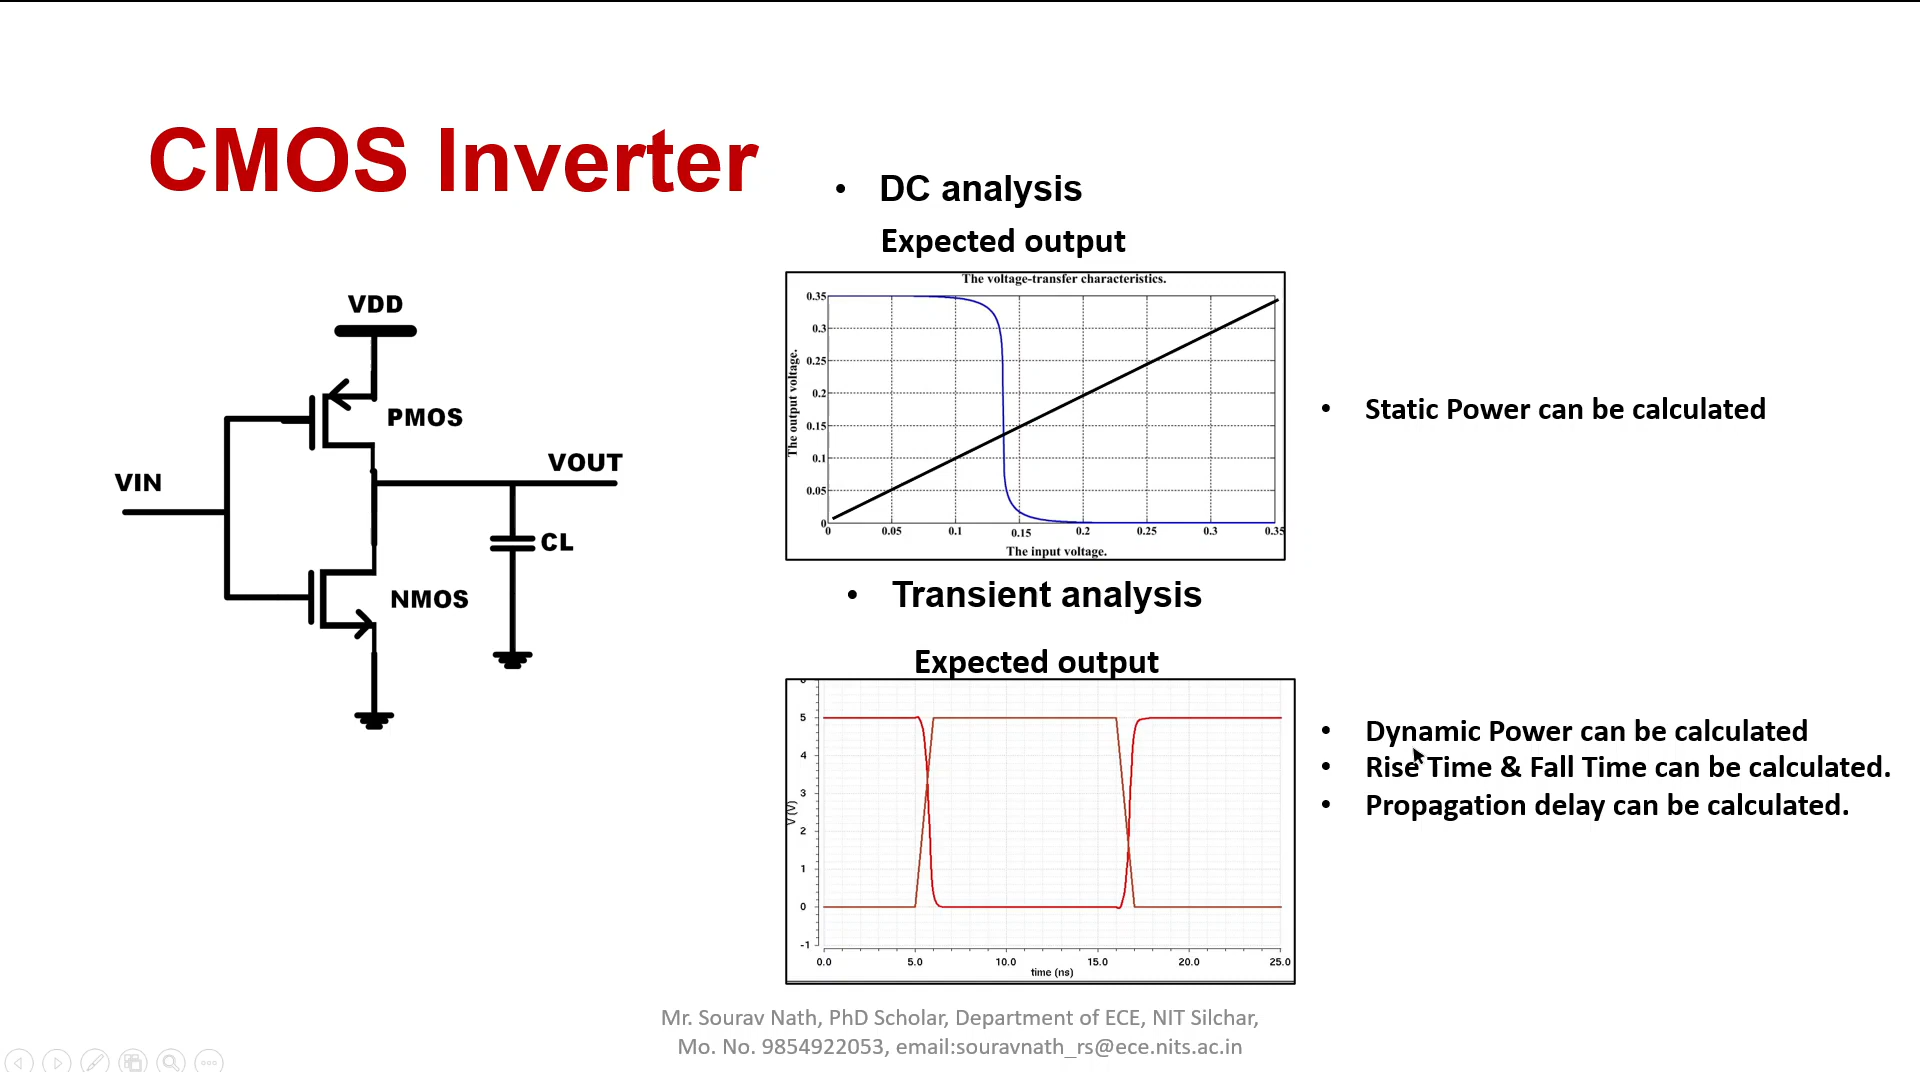 CMOS Inverter
• DC analysis
Expected output
The voltage-transfer characteristics.
0.35
0.3
0.25
0.2
0.15
0.1
0.05
0
The output voltage.
0 0.05 0.1 0.15 0.2 0.25 0.3 0.35
The input voltage.
• Static Power can be calculated
VDD
PMOS
VIN
VOUT
CL
NMOS
• Transient analysis
Expected output
5
4
3
2
1
0
-1
V (V)
0.0 5.0 10.0 15.0 20.0 25.0
time (ns)
• Dynamic Power can be calculated
• Rise Time & Fall Time can be calculated.
• Propagation delay can be calculated.
Mr. Sourav Nath, PhD Scholar, Department of ECE, NIT Silchar,
Mo. No. 9854922053, email:souravnath_rs@ece.nits.ac.in